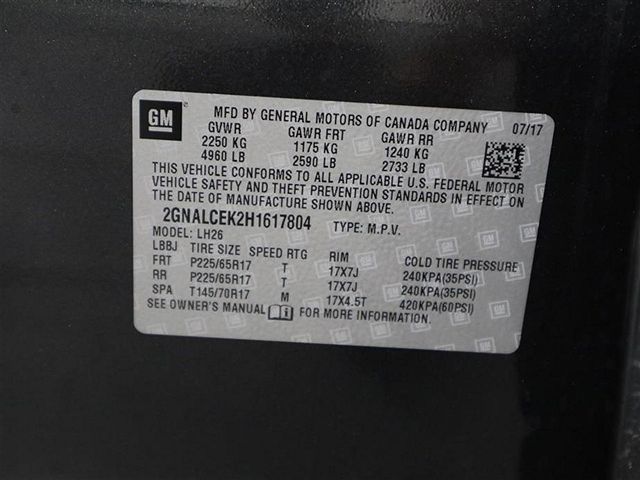 GM
MFD BY GENERAL MOTORS OF CANADA COMPANY 07/17
GVWR GAWR FRT GAWR RR
2250 KG 1175 KG 1240 KG
4960 LB 2590 LB 2733 LB
THIS VEHICLE CONFORMS TO ALL APPLICABLE U.S. FEDERAL MOTOR
VEHICLE SAFETY AND THEFT PREVENTION STANDARDS IN EFFECT ON
THE DATE OF MANUFACTURE SHOWN ABOVE.
2GNALCEK2H1617804 TYPE: M.P.V.
MODEL: LH26
LBBJ TIRE SIZE SPEED RTG RIM COLD TIRE PRESSURE
FRT P225/65R17 T 17X7J 240KPA(35PSI)
RR P225/65R17 T 17X7J 240KPA(35PSI)
SPA T145/70R17 M 17X4.5T 420KPA(60PSI)
SEE OWNER'S MANUAL i FOR MORE INFORMATION.